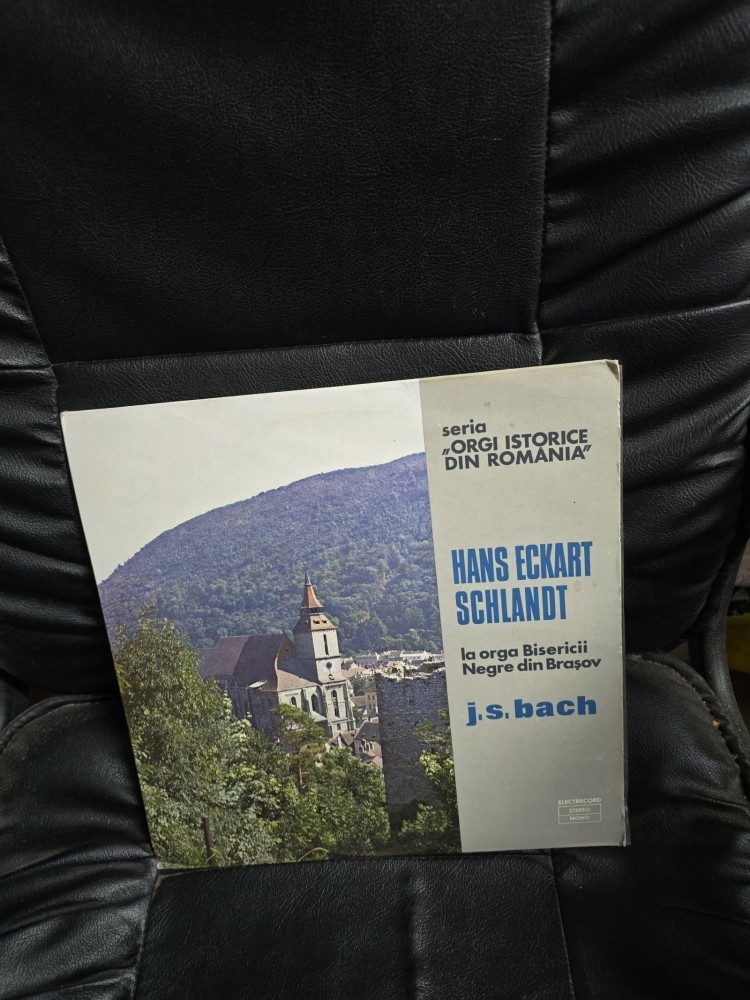 seria
„ORGI ISTORICE
DIN ROMÂNIA”
HANS ECKART
SCHLANDT
la orga Bisericii
Negre din Brașov
j.s.bach
ELECTRECORD
STEREO
MONO